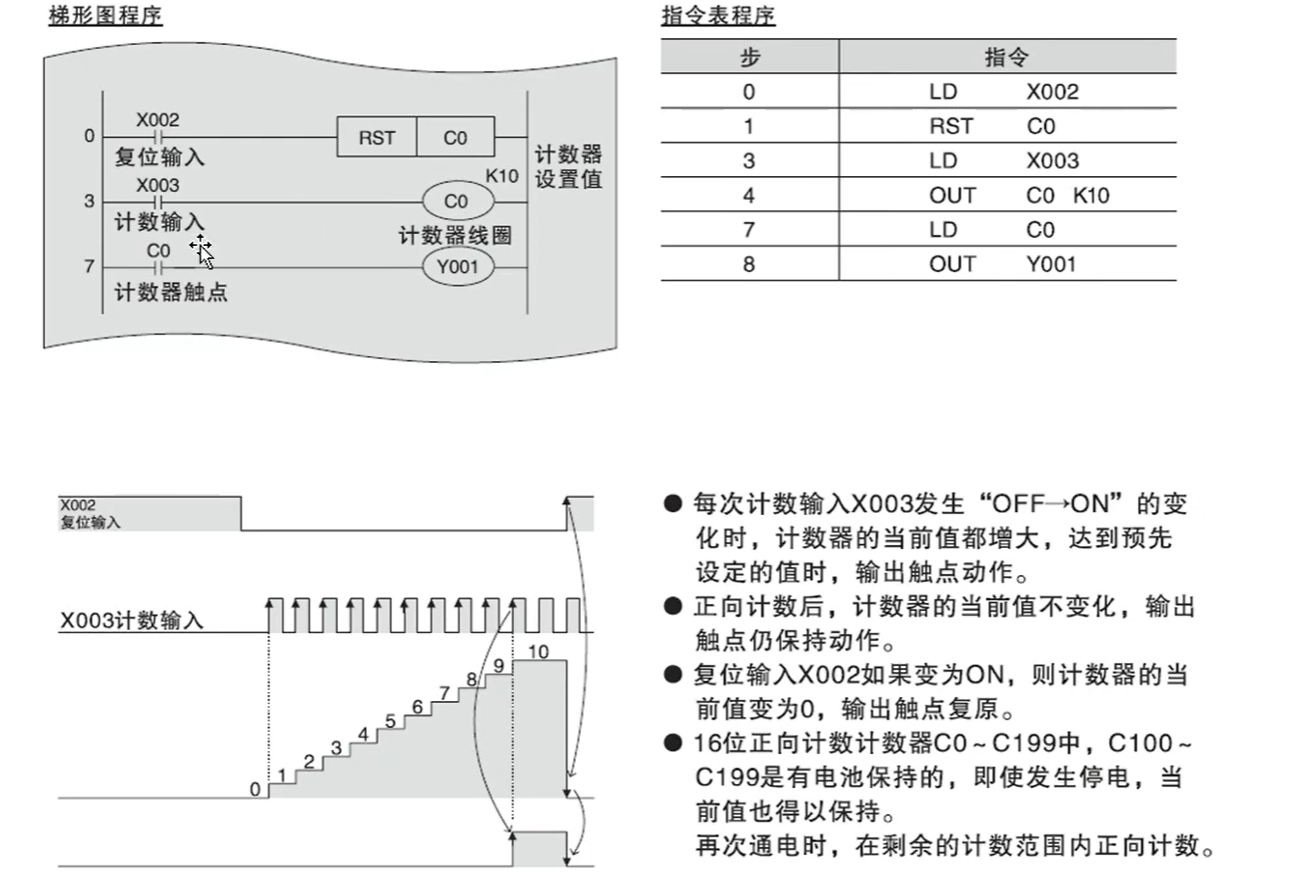 梯形图程序
X002
0
RST C0
复位输入
计数器
设置值
X003
K10
3
C0
计数输入
计数器线圈
C0
7
Y001
计数器触点
指令表程序
步 指令
0 LD X002
1 RST C0
3 LD X003
4 OUT C0 K10
7 LD C0
8 OUT Y001
X002
复位输入
X003计数输入
0
1
2
3
4
5
6
7
8
9
10
● 每次计数输入X003发生“OFF→ON”的变
化时，计数器的当前值都增大，达到预先
设定的值时，输出触点动作。
● 正向计数后，计数器的当前值不变化，输出
触点仍保持动作。
● 复位输入X002如果变为ON，则计数器的当
前值变为0，输出触点复原。
● 16位正向计数计数器C0～C199中，C100～
C199是有电池保持的，即使发生停电，当
前值也得以保持。
再次通电时，在剩余的计数范围内正向计数。